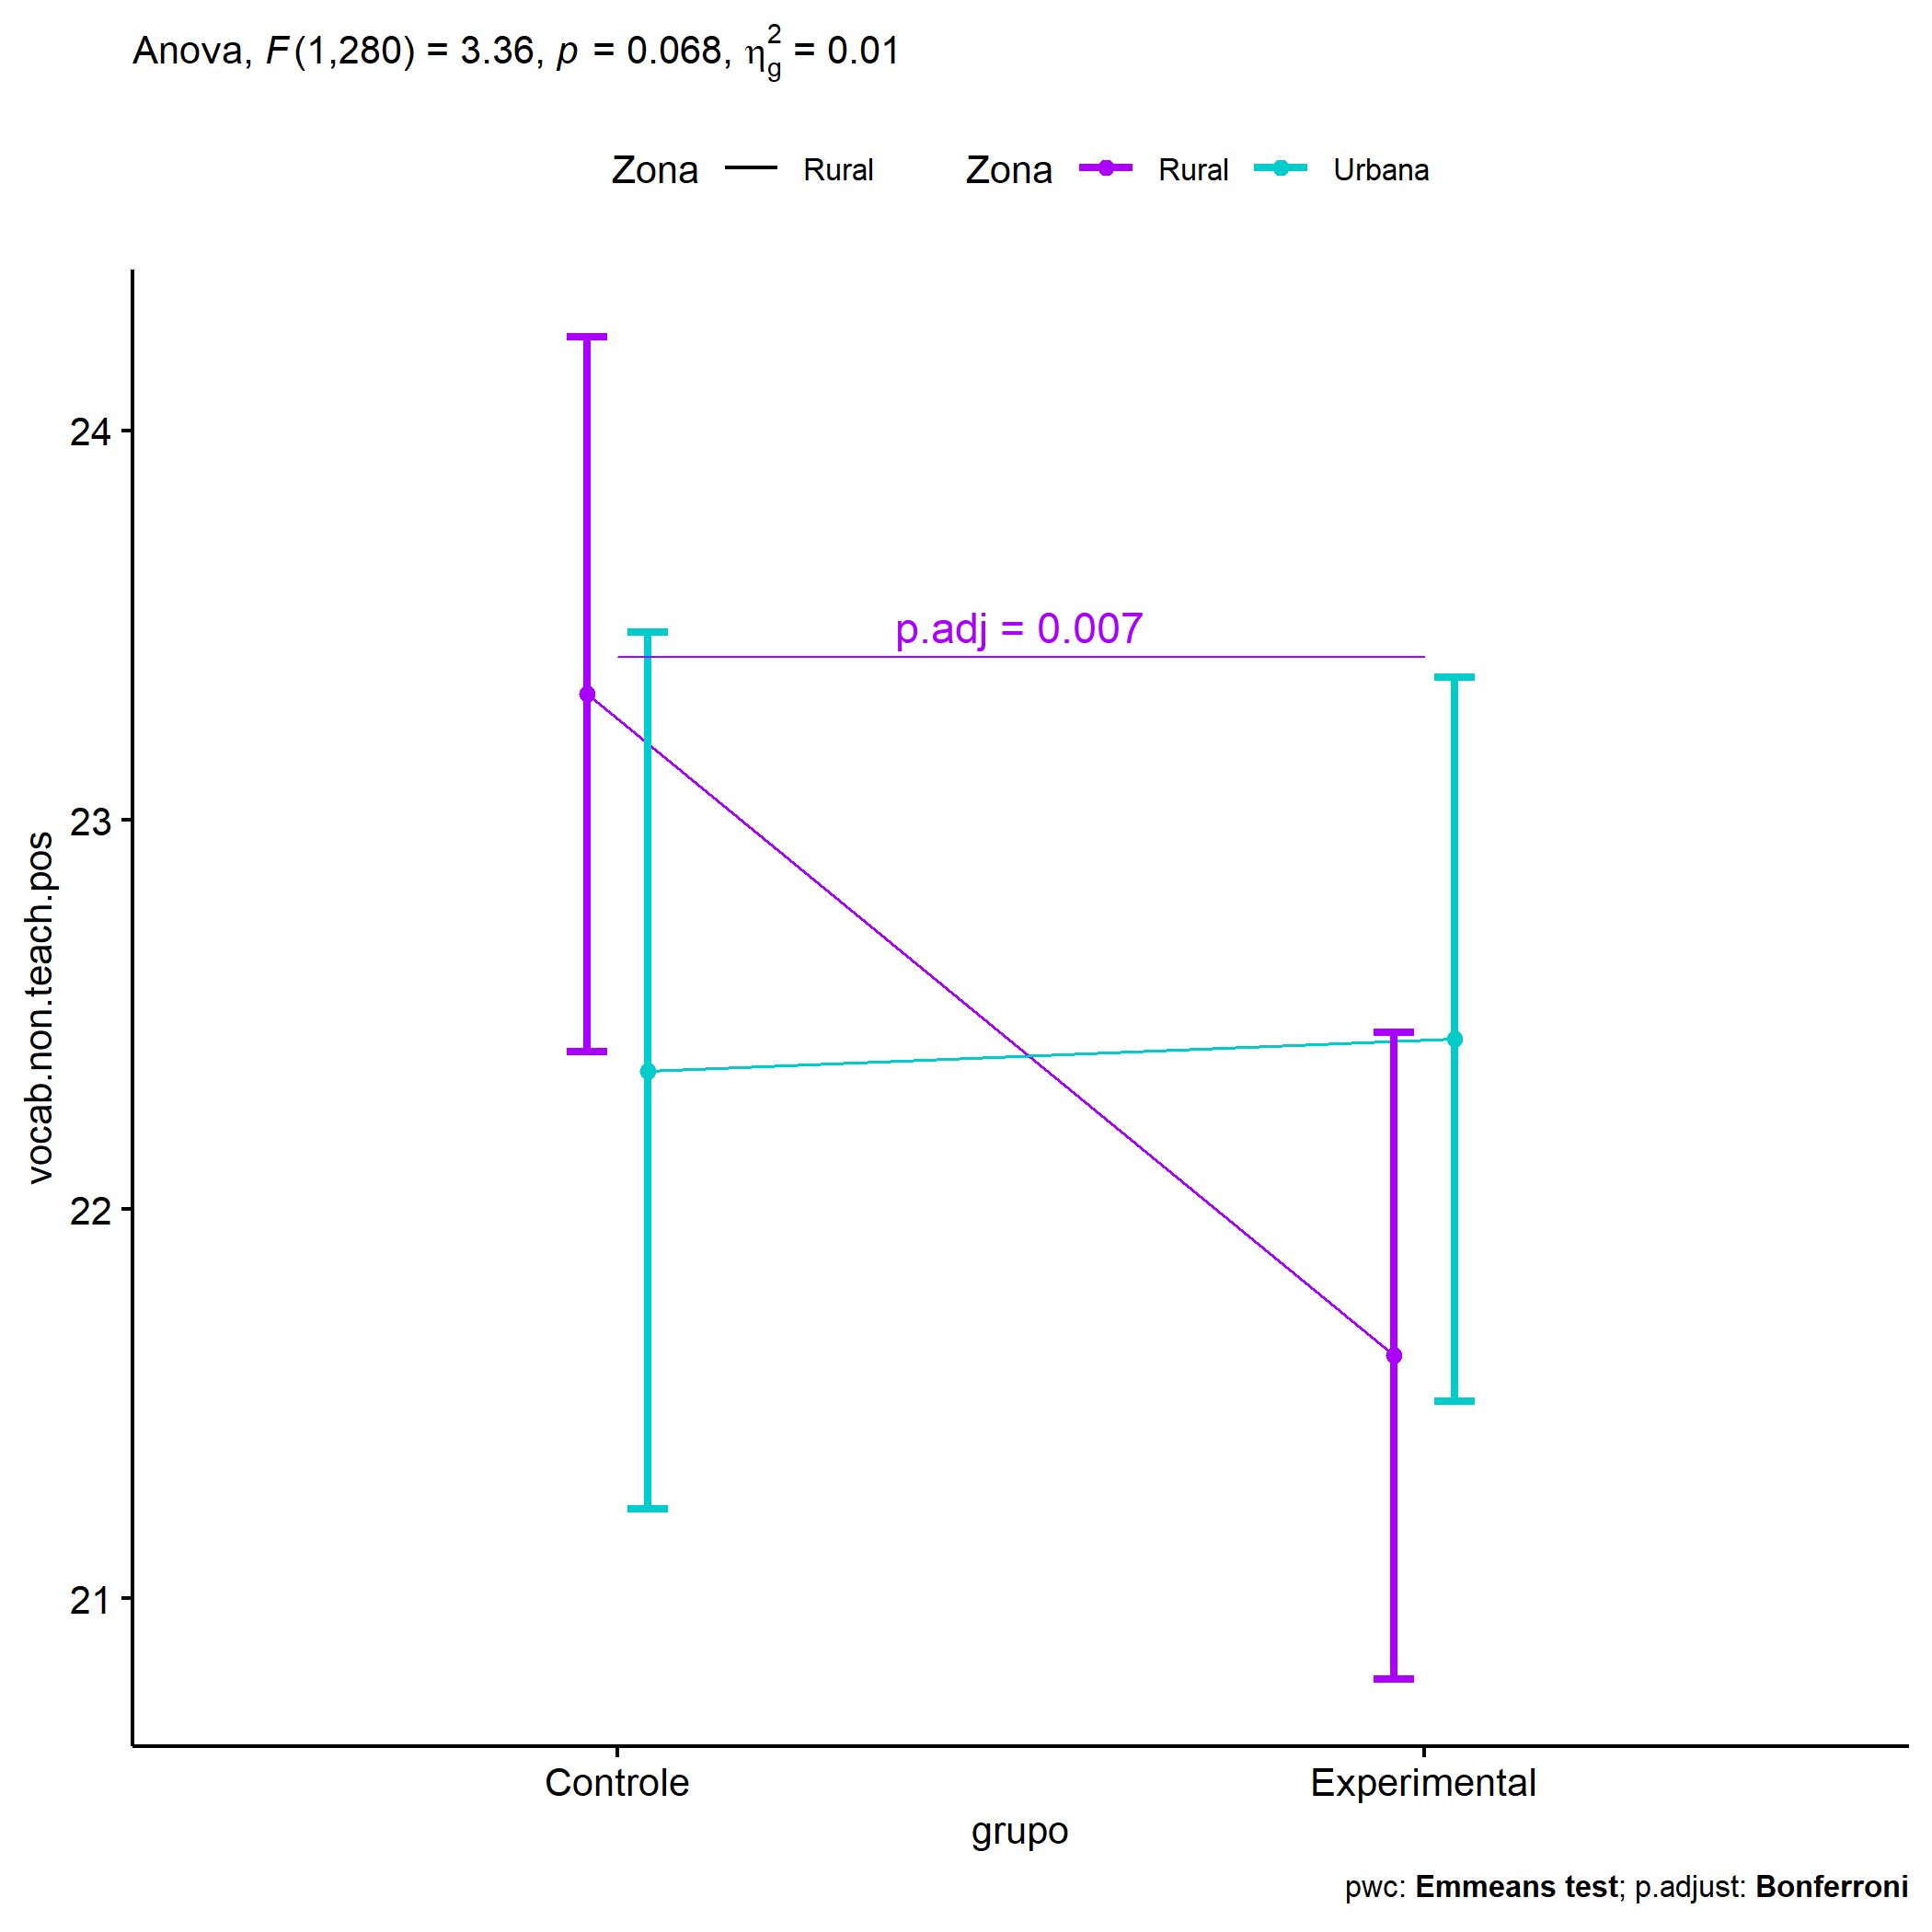 Anova, F(1,280) = 3.36, p = 0.068, η²g = 0.01
Zona Rural Zona Rural Urbana
24
23
22
21
vocab.non.teach.pos
p.adj = 0.007
Controle Experimental
grupo
pwc: Emmeans test; p.adjust: Bonferroni